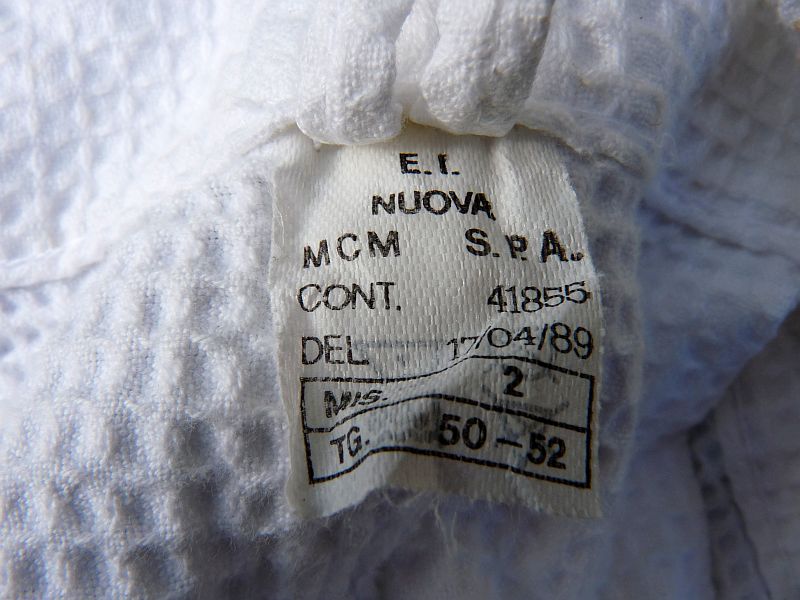 E.I.
NUOVA
MCM S.P.A.
CONT. 41855
DEL 17/04/89
MIS. 2
TG. 50-52